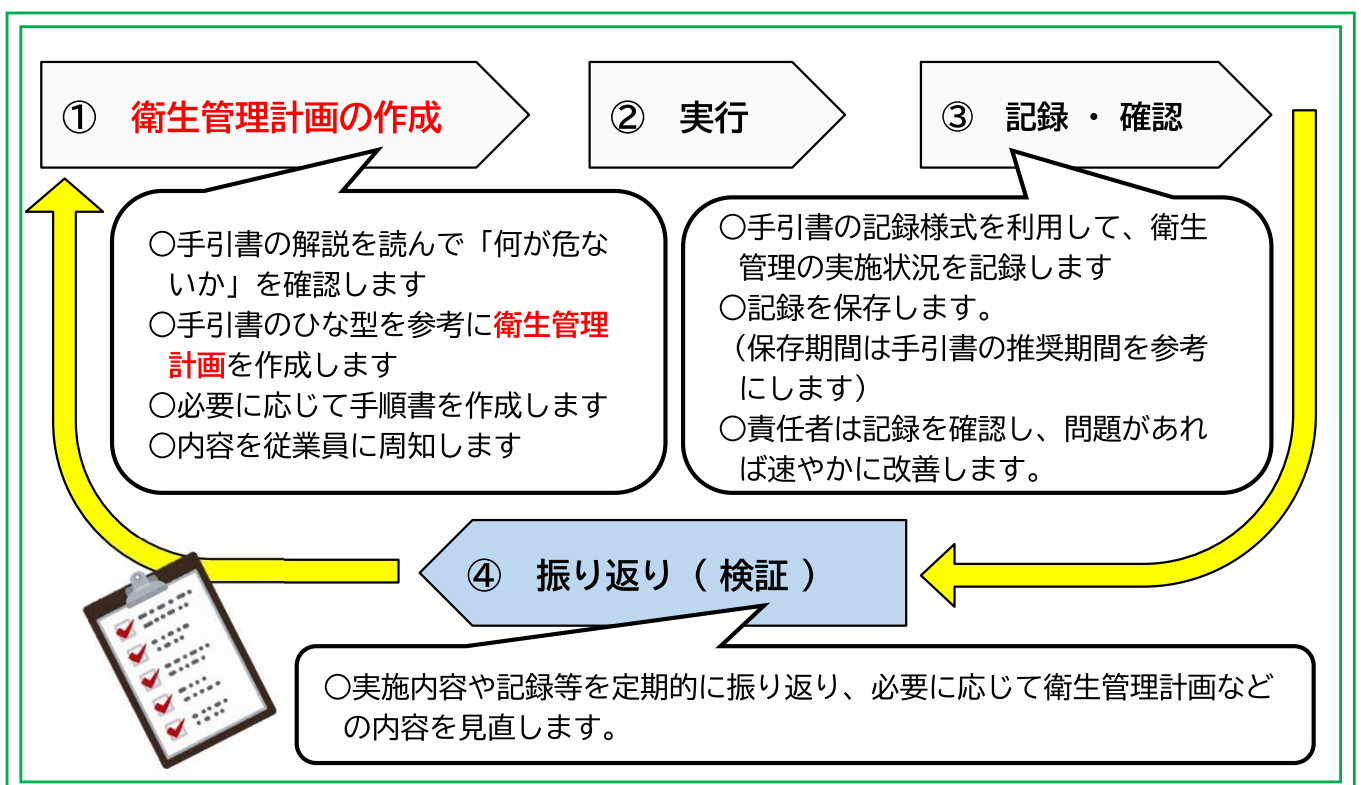 ① 衛生管理計画の作成
② 実行
③ 記録 ・ 確認
○手引書の解説を読んで「何が危な
いか」を確認します
○手引書のひな型を参考に衛生管理
計画を作成します
○必要に応じて手順書を作成します
○内容を従業員に周知します
○手引書の記録様式を利用して、衛生
管理の実施状況を記録します
○記録を保存します。
（保存期間は手引書の推奨期間を参考
にします）
○責任者は記録を確認し、問題があれ
ば速やかに改善します。
④ 振り返り（ 検証 ）
○実施内容や記録等を定期的に振り返り、必要に応じて衛生管理計画など
の内容を見直します。